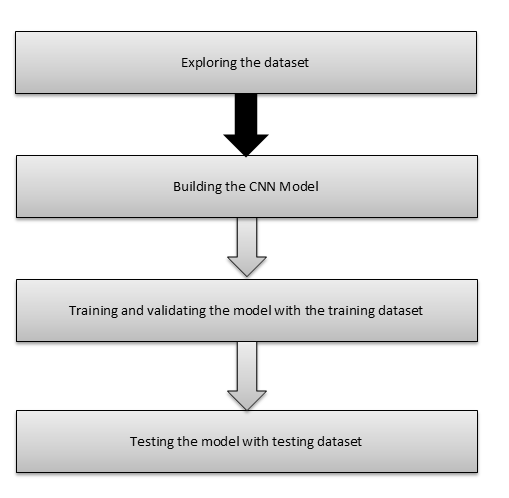 Exploring the dataset
Building the CNN Model
Training and validating the model with the training dataset
Testing the model with testing dataset